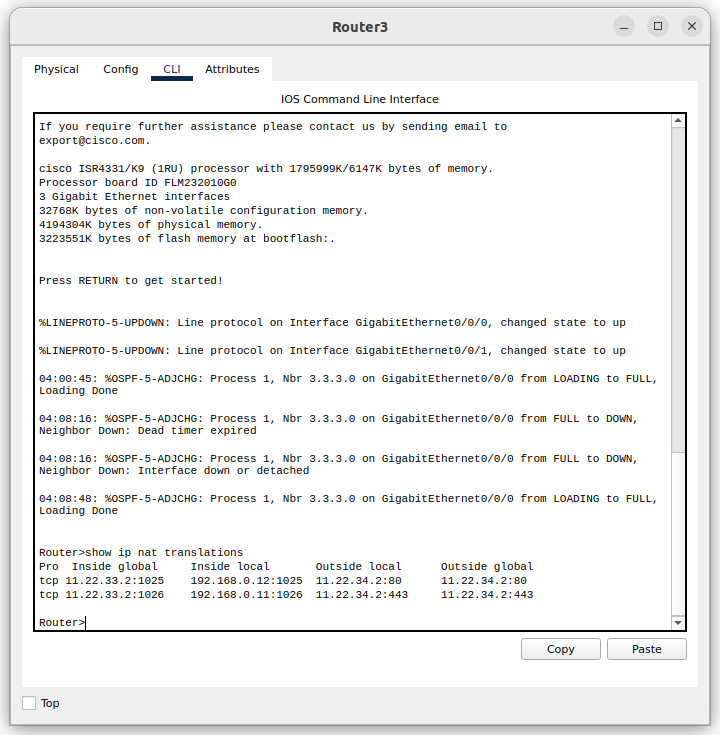 Router3
Physical Config CLI Attributes
IOS Command Line Interface
If you require further assistance please contact us by sending email to
export@cisco.com.
cisco ISR4331/K9 (1RU) processor with 1795999K/6147K bytes of memory.
Processor board ID FLM232010G0
3 Gigabit Ethernet interfaces
32768K bytes of non-volatile configuration memory.
4194304K bytes of physical memory.
3223551K bytes of flash memory at bootflash:.
Press RETURN to get started!
%LINEPROTO-5-UPDOWN: Line protocol on Interface GigabitEthernet0/0/0, changed state to up
%LINEPROTO-5-UPDOWN: Line protocol on Interface GigabitEthernet0/0/1, changed state to up
04:00:45: %OSPF-5-ADJCHG: Process 1, Nbr 3.3.3.0 on GigabitEthernet0/0/0 from LOADING to FULL,
Loading Done
04:08:16: %OSPF-5-ADJCHG: Process 1, Nbr 3.3.3.0 on GigabitEthernet0/0/0 from FULL to DOWN,
Neighbor Down: Dead timer expired
04:08:16: %OSPF-5-ADJCHG: Process 1, Nbr 3.3.3.0 on GigabitEthernet0/0/0 from FULL to DOWN,
Neighbor Down: Interface down or detached
04:08:48: %OSPF-5-ADJCHG: Process 1, Nbr 3.3.3.0 on GigabitEthernet0/0/0 from LOADING to FULL,
Loading Done
Router>show ip nat translations
Pro  Inside global     Inside local       Outside local      Outside global
tcp 11.22.33.2:1025    192.168.0.12:1025  11.22.34.2:80      11.22.34.2:80
tcp 11.22.33.2:1026    192.168.0.11:1026  11.22.34.2:443     11.22.34.2:443
Router>
Copy Paste
Top